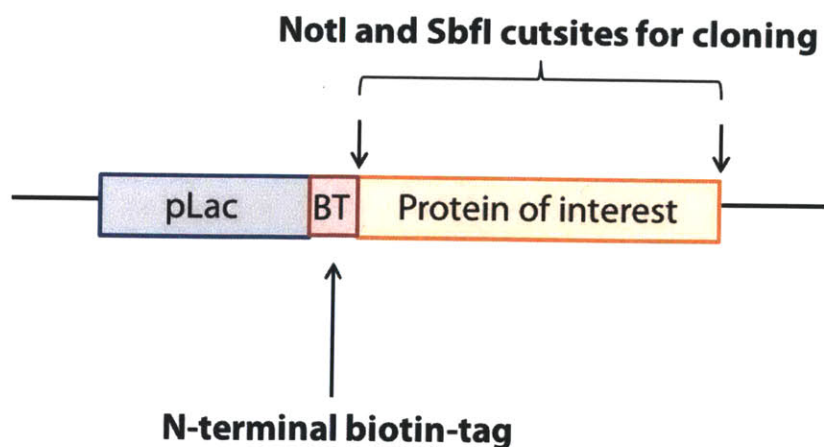 NotI and SbfI cutsites for cloning
pLac
BT
Protein of interest
N-terminal biotin-tag